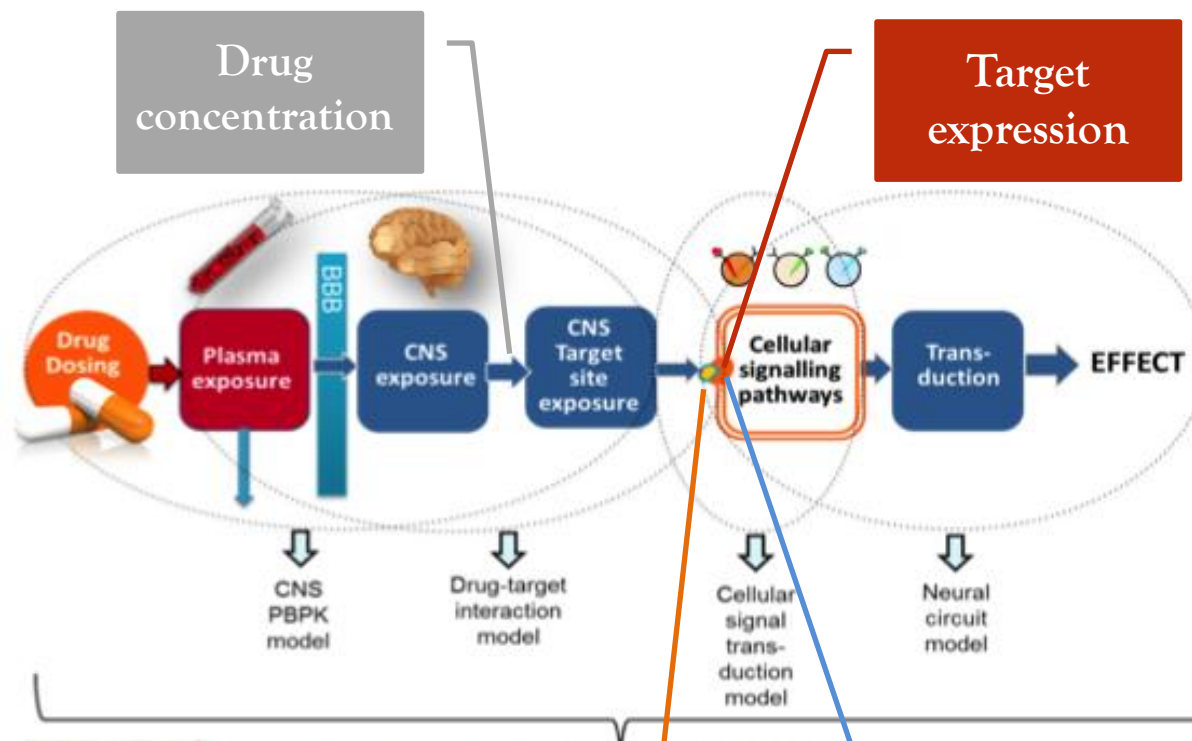 Drug
concentration
Target
expression
BBB
Drug
Dosing
Plasma
exposure
CNS
exposure
CNS
Target
site
exposure
Cellular
signalling
pathways
Trans-
duction
EFFECT
CNS
PBPK
model
Drug-target
interaction
model
Cellular
signal
trans-
duction
model
Neural
circuit
model